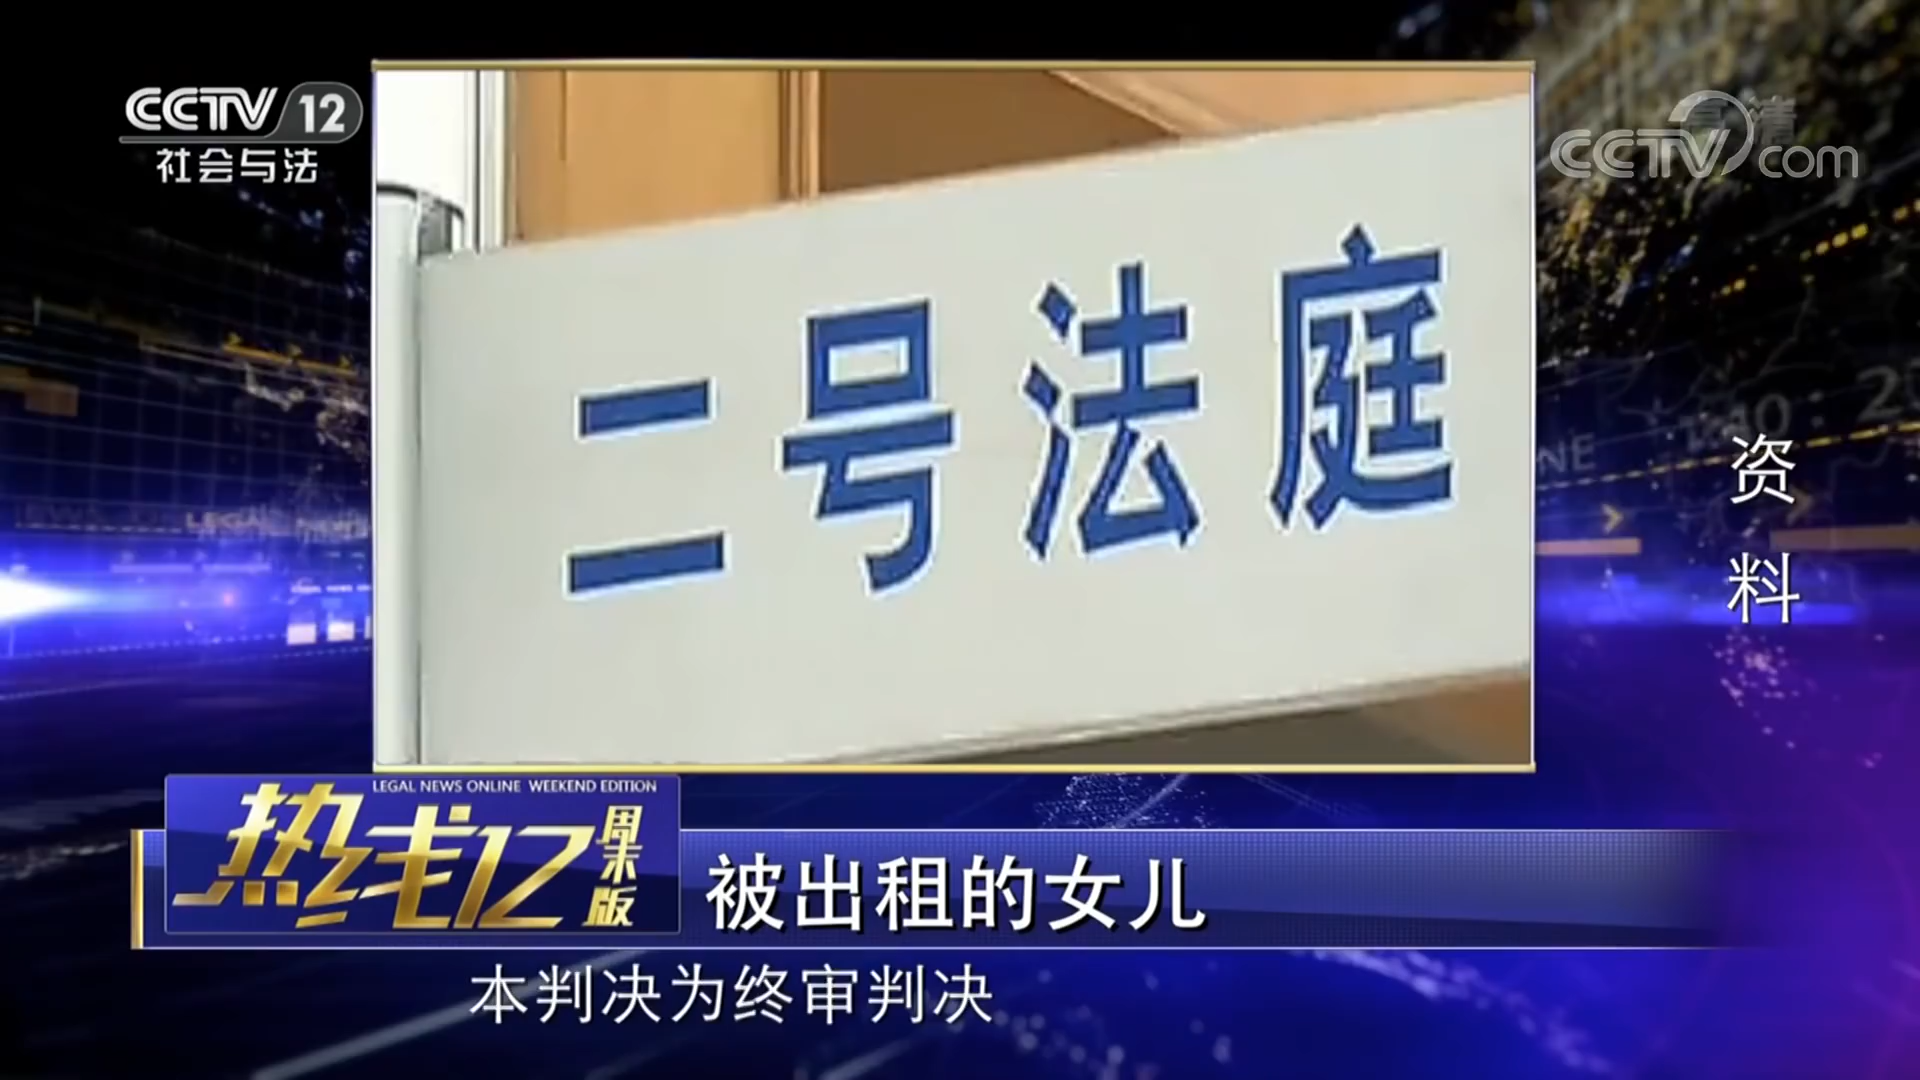 CCTV 12
社会与法
高清
CCTV com
二号法庭
资料
LEGAL NEWS ONLINE WEEKEND EDITION
热线12
周末版
被出租的女儿
本判决为终审判决